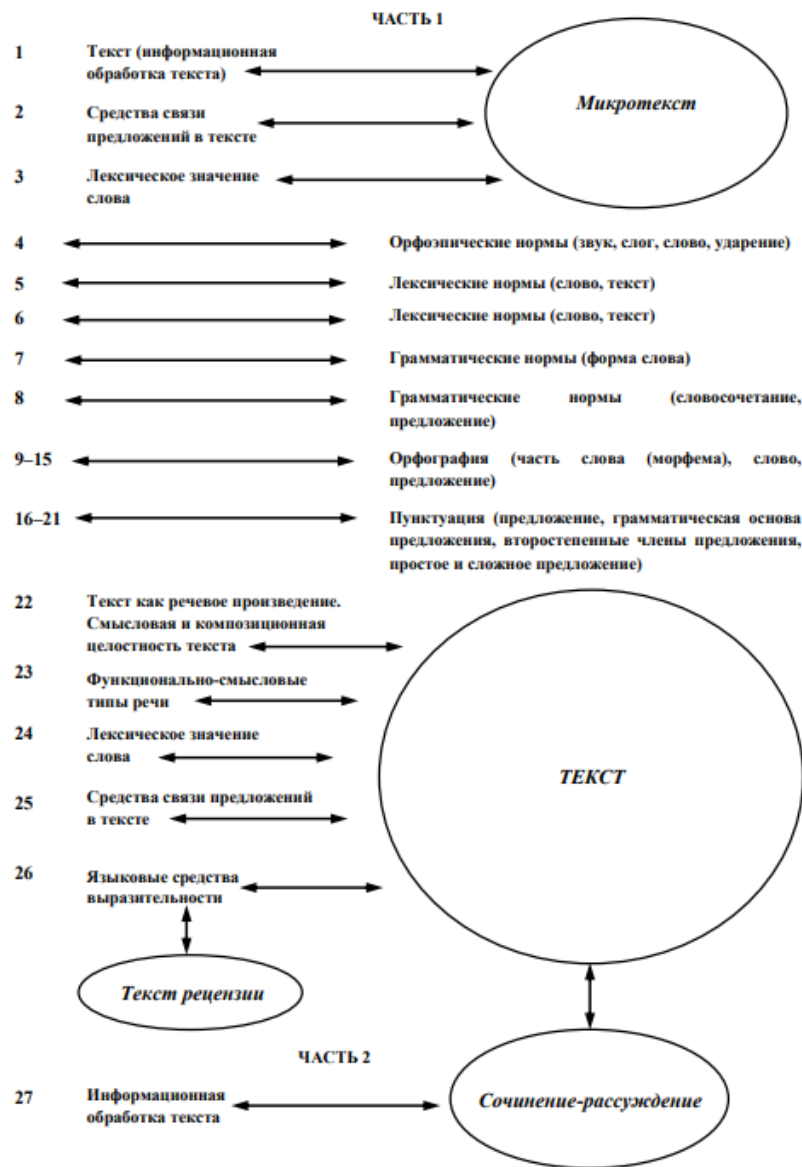 ЧАСТЬ 1
1 Текст (информационная
обработка текста)
Микротекст
2 Средства связи
предложений в тексте
3 Лексическое значение
слова
4 Орфоэпические нормы (звук, слог, слово, ударение)
5 Лексические нормы (слово, текст)
6 Лексические нормы (слово, текст)
7 Грамматические нормы (форма слова)
8 Грамматические нормы (словосочетание,
предложение)
9–15 Орфография (часть слова (морфема), слово,
предложение)
16–21 Пунктуация (предложение, грамматическая основа
предложения, второстепенные члены предложения,
простое и сложное предложение)
22 Текст как речевое произведение.
Смысловая и композиционная
целостность текста
23 Функционально-смысловые
типы речи
24 Лексическое значение
слова
ТЕКСТ
25 Средства связи предложений
в тексте
26 Языковые средства
выразительности
Текст рецензии
ЧАСТЬ 2
27 Информационная
обработка текста
Сочинение-рассуждение